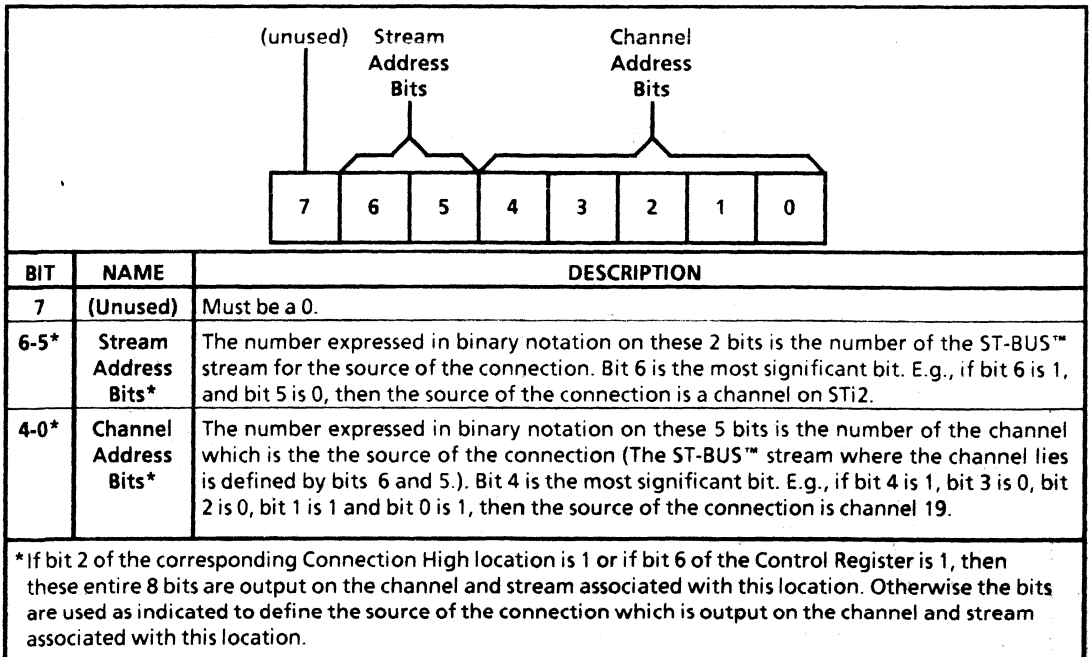 (unused) Stream Channel
Address Address
Bits Bits
7 6 5 4 3 2 1 0
BIT NAME DESCRIPTION
7 (Unused) Must be a 0.
6-5* Stream Address Bits* The number expressed in binary notation on these 2 bits is the number of the ST-BUS™
stream for the source of the connection. Bit 6 is the most significant bit. E.g., if bit 6 is 1,
and bit 5 is 0, then the source of the connection is a channel on STi2.
4-0* Channel Address Bits* The number expressed in binary notation on these 5 bits is the number of the channel
which is the the source of the connection (The ST-BUS™ stream where the channel lies
is defined by bits 6 and 5.). Bit 4 is the most significant bit. E.g., if bit 4 is 1, bit 3 is 0, bit
2 is 0, bit 1 is 1 and bit 0 is 1, then the source of the connection is channel 19.
*If bit 2 of the corresponding Connection High location is 1 or if bit 6 of the Control Register is 1, then
these entire 8 bits are output on the channel and stream associated with this location. Otherwise the bits
are used as indicated to define the source of the connection which is output on the channel and stream
associated with this location.